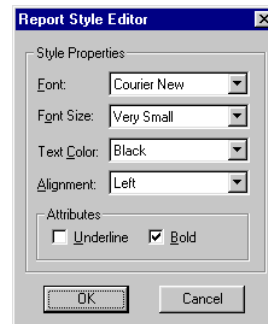 Report Style Editor
Style Properties
Font: Courier New
Font Size: Very Small
Text Color: Black
Alignment: Left
Attributes
Underline Bold
OK Cancel